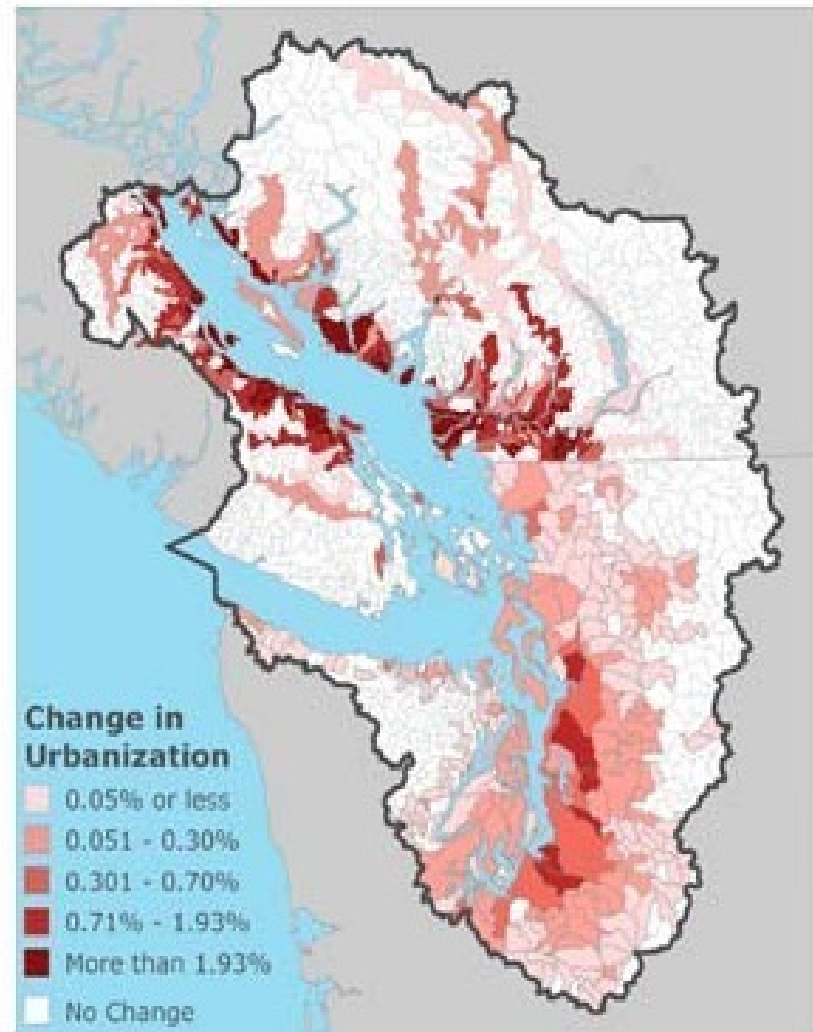 Change in
Urbanization
0.05% or less
0.051 - 0.30%
0.301 - 0.70%
0.71% - 1.93%
More than 1.93%
No Change